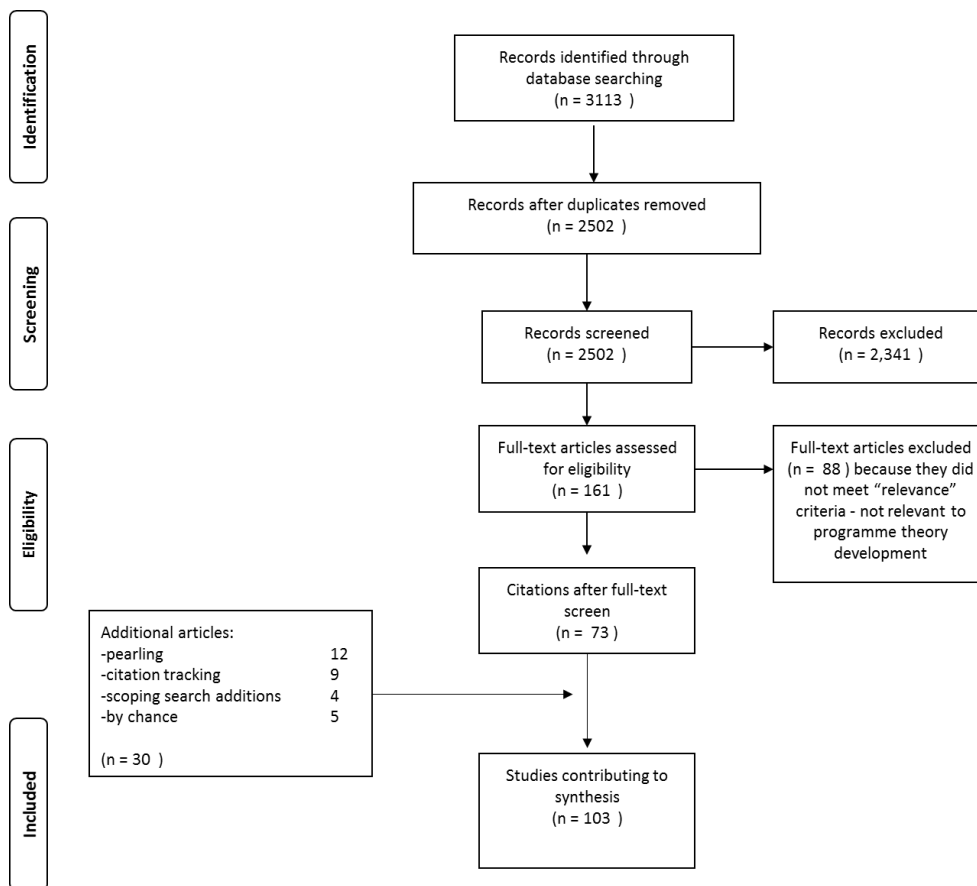 Identification
Records identified through
database searching
(n = 3113 )
Records after duplicates removed
(n = 2502 )
Screening
Records screened
(n = 2502 )
Records excluded
(n = 2,341 )
Eligibility
Full-text articles assessed
for eligibility
(n = 161 )
Full-text articles excluded
(n = 88 ) because they did
not meet “relevance”
criteria - not relevant to
programme theory
development
Citations after full-text
screen
(n = 73 )
Additional articles:
-pearling 12
-citation tracking 9
-scoping search additions 4
-by chance 5
(n = 30 )
Included
Studies contributing to
synthesis
(n = 103 )